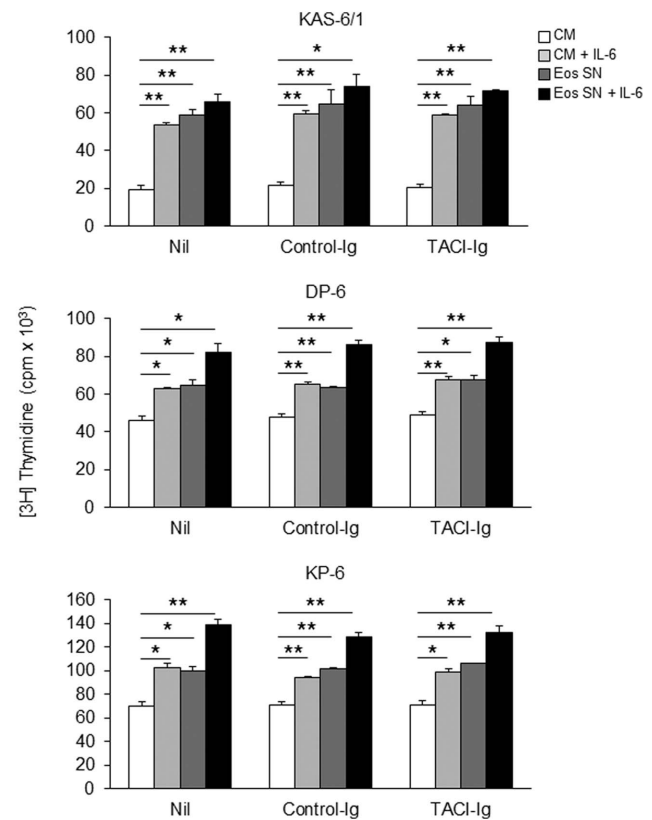 KAS-6/1
CM
CM + IL-6
Eos SN
Eos SN + IL-6
100
80
60
40
20
0
** ** **
* ** **
** ** **
Nil Control-Ig TACI-Ig
[3H] Thymidine (cpm x 10³)
DP-6
100
80
60
40
20
0
* * *
** ** **
** * **
Nil Control-Ig TACI-Ig
KP-6
160
140
120
100
80
60
40
20
0
** * *
** ** **
** ** *
Nil Control-Ig TACI-Ig